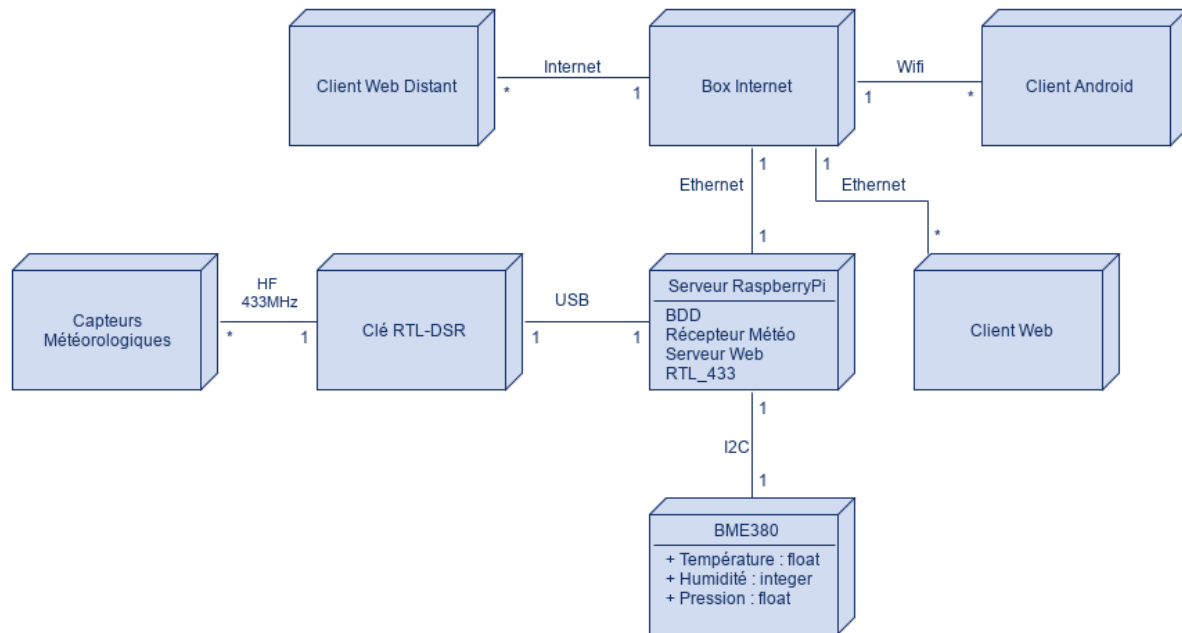 Client Web Distant
Internet
*
1
Box Internet
Wifi
1
*
Client Android
Ethernet
1
1
Ethernet
1
*
Capteurs
Météorologiques
HF
433MHz
*
1
Clé RTL-DSR
USB
1
1
Serveur RaspberryPi
BDD
Récepteur Météo
Serveur Web
RTL_433
Client Web
1
I2C
1
BME380
+ Température : float
+ Humidité : integer
+ Pression : float